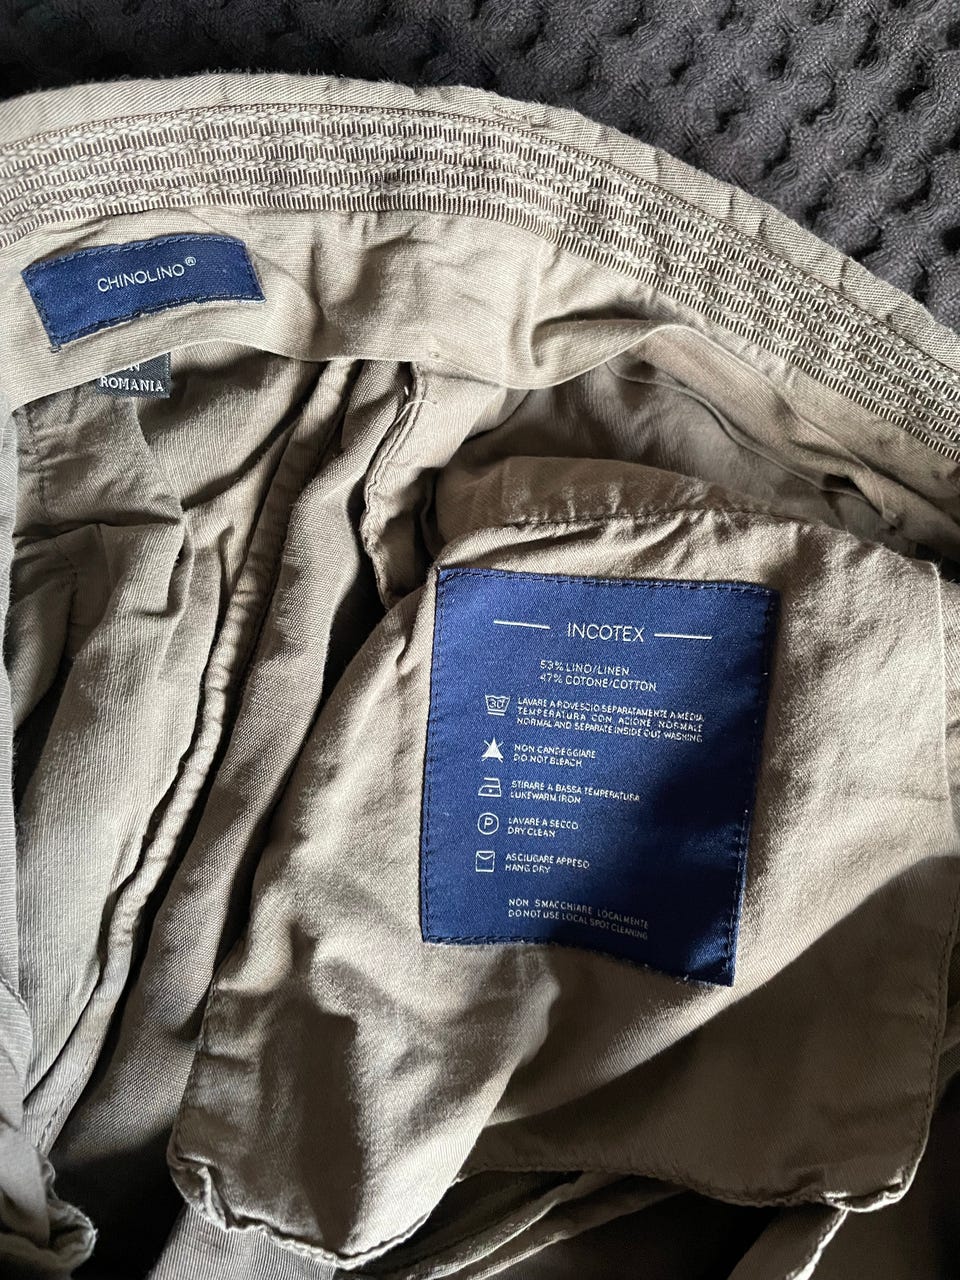 CHINOLINO®
ROMANIA
INCOTEX
53% LINO/LINEN
47% COTONE/COTTON
30
LAVARE A ROVESCIO SEPARATAMENTE A MEDIA
TEMPERATURA CON AZIONE NORMALE
NORMAL AND SEPARATE INSIDE OUT WASHING
NON CANDEGGIARE
DO NOT BLEACH
STIRARE A BASSA TEMPERATURA
LUKEWARM IRON
P
LAVARE A SECCO
DRY CLEAN
ASCIUGARE APPESO
HANG DRY
NON SMACCHIARE LOCALMENTE
DO NOT USE LOCAL SPOT CLEANING